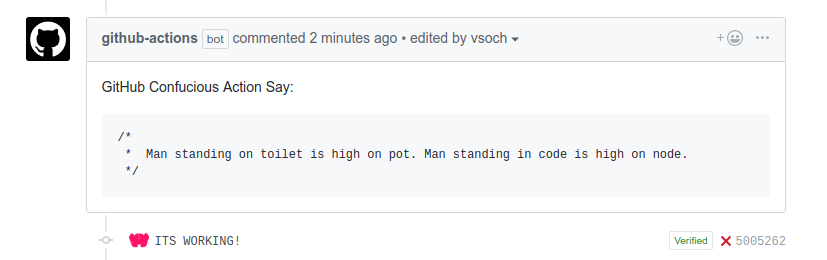 github-actions bot commented 2 minutes ago • edited by vsoch
GitHub Confucious Action Say:
/*
*  Man standing on toilet is high on pot. Man standing in code is high on node.
*/
ITS WORKING! Verified 5005262